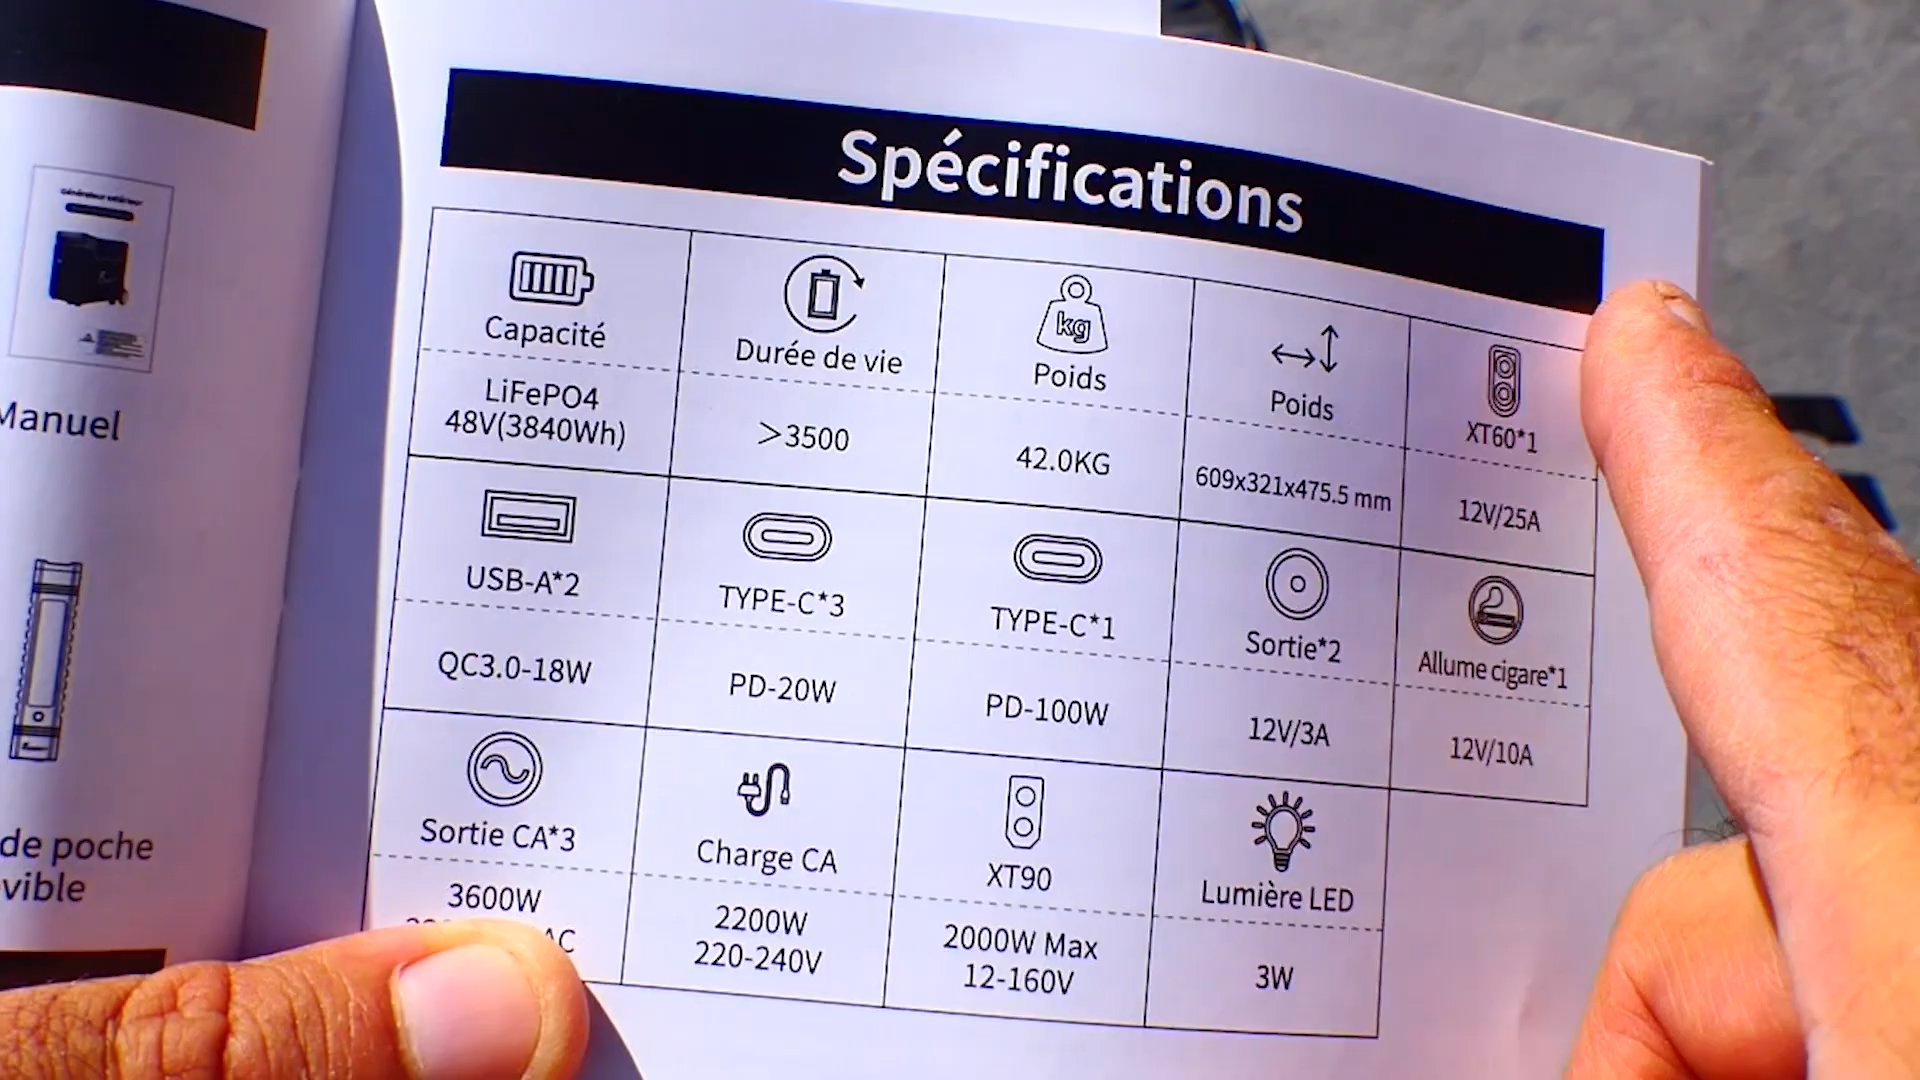 Générateur extérieur
Manuel
de poche
vible
Spécifications
Capacité
LiFePO4
48V(3840Wh)
Durée de vie
>3500
kg
Poids
42.0KG
Poids
609x321x475.5 mm
XT60*1
12V/25A
USB-A*2
QC3.0-18W
TYPE-C*3
PD-20W
TYPE-C*1
PD-100W
Sortie*2
12V/3A
Allume cigare*1
12V/10A
Sortie CA*3
3600W
AC
Charge CA
2200W
220-240V
XT90
2000W Max
12-160V
Lumière LED
3W